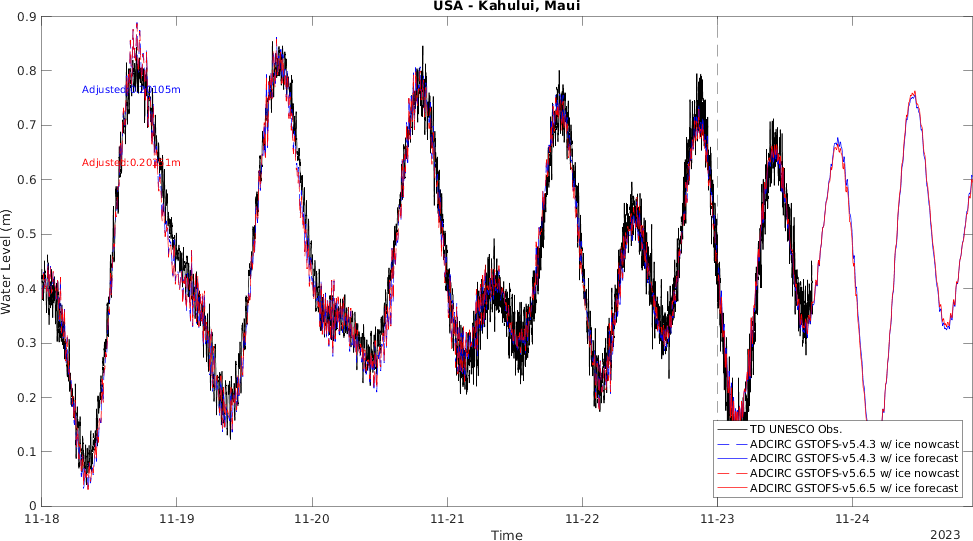 USA - Kahului, Maui
0.9
0.8
0.7
0.6
0.5
0.4
0.3
0.2
0.1
0
Water Level (m)
11-18
11-19
11-20
11-21
11-22
11-23
11-24
Time
2023
TD UNESCO Obs.
ADCIRC GSTOFS-v5.4.3 w/ ice nowcast
ADCIRC GSTOFS-v5.4.3 w/ ice forecast
ADCIRC GSTOFS-v5.6.5 w/ ice nowcast
ADCIRC GSTOFS-v5.6.5 w/ ice forecast